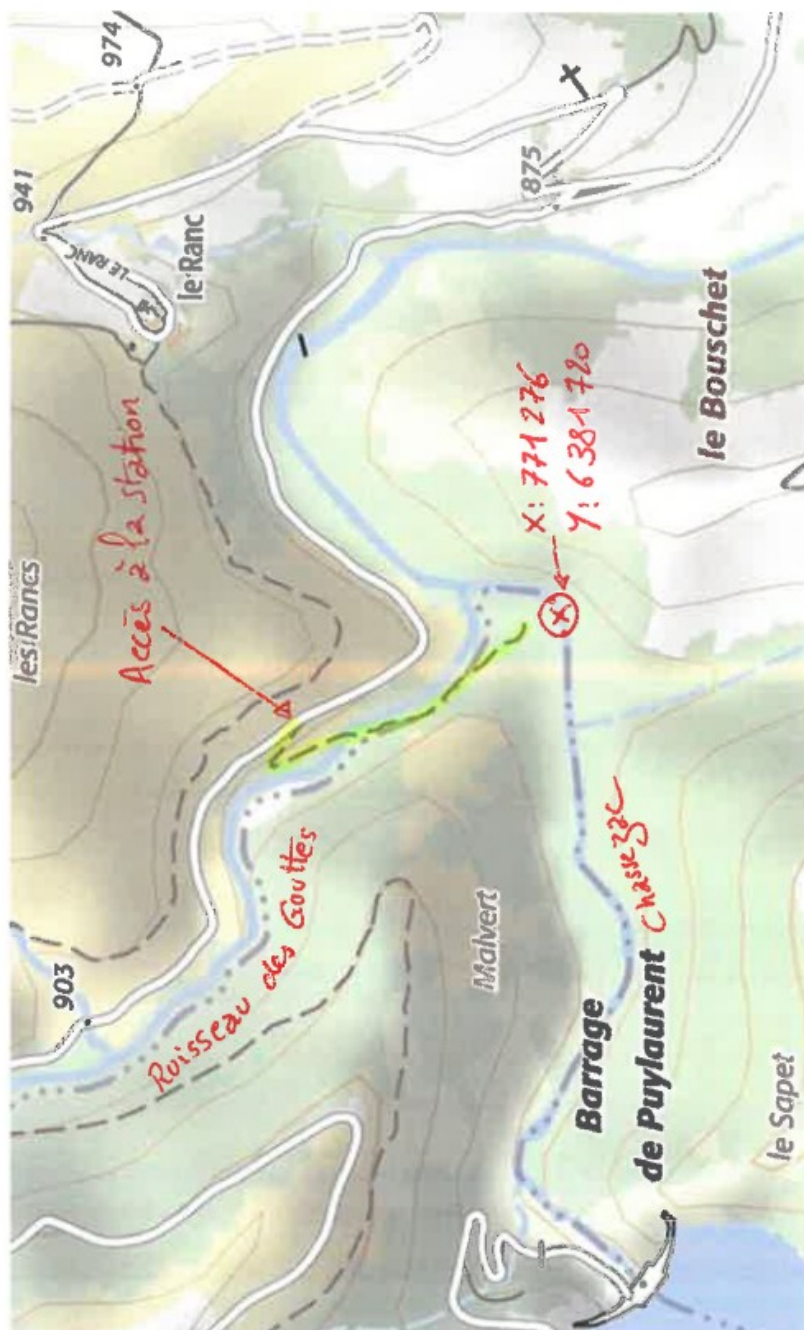 les Rancs
941
974
LE RANC
le Ranc
Accès à la station
903
Ruisseau des Gouttes
875
X: 771 276
Y: 6 381 720
Malvert
le Bouschet
Barrage
de Puylaurent
Chassezac
le Sapet